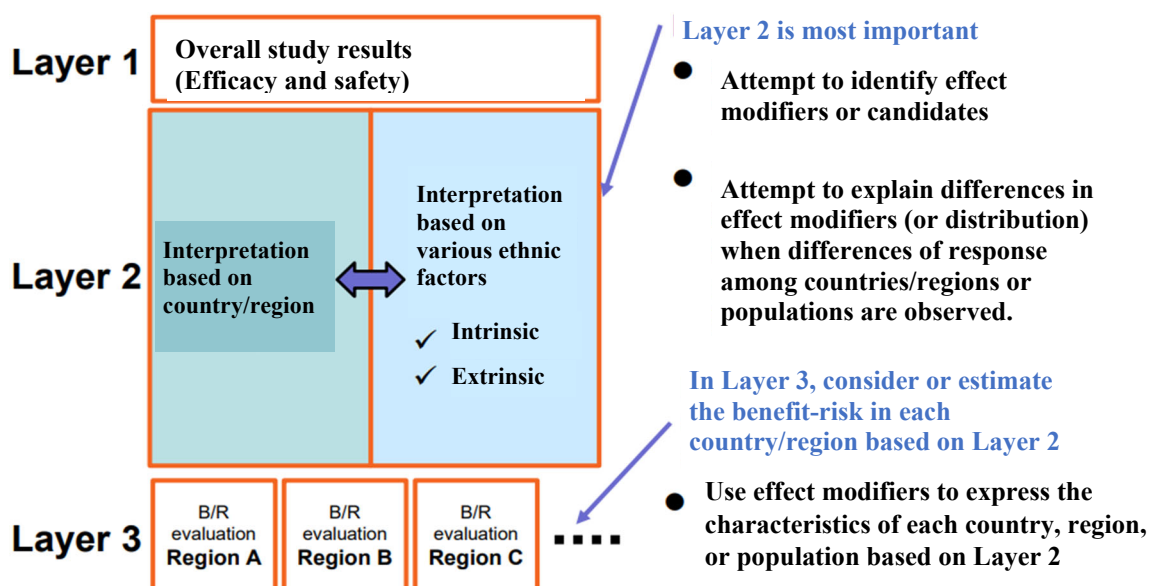 Layer 1
Overall study results
(Efficacy and safety)
Layer 2
Interpretation
based on
country/region
Interpretation
based on
various ethnic
factors
✓ Intrinsic
✓ Extrinsic
Layer 3
B/R
evaluation
Region A
B/R
evaluation
Region B
B/R
evaluation
Region C
Layer 2 is most important
● Attempt to identify effect
modifiers or candidates
● Attempt to explain differences in
effect modifiers (or distribution)
when differences of response
among countries/regions or
populations are observed.
In Layer 3, consider or estimate
the benefit-risk in each
country/region based on Layer 2
● Use effect modifiers to express the
characteristics of each country, region,
or population based on Layer 2